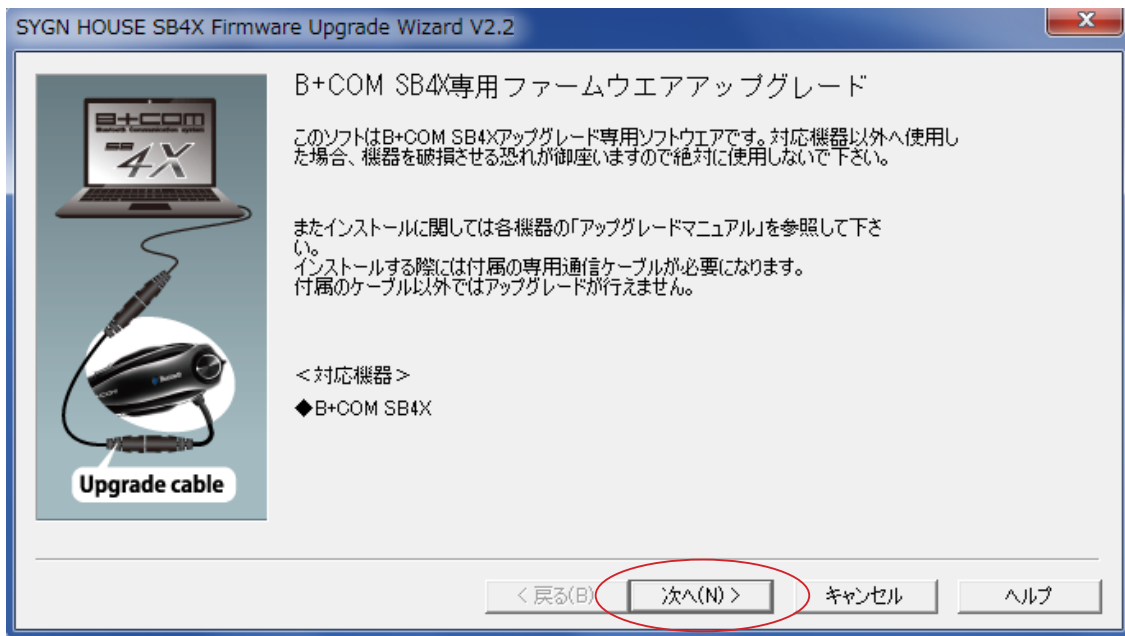 SYGN HOUSE SB4X Firmware Upgrade Wizard V2.2
B+COM SB4X専用ファームウエアアップグレード
このソフトはB+COM SB4Xアップグレード専用ソフトウエアです。対応機器以外へ使用し
た場合、機器を破損させる恐れが御座いますので絶対に使用しないで下さい。
またインストールに関しては各機器の「アップグレードマニュアル」を参照して下さ
い。
インストールする際には付属の専用通信ケーブルが必要になります。
付属のケーブル以外ではアップグレードが行えません。
<対応機器>
◆B+COM SB4X
B+COM
Bluetooth Communication System
SB
4X
Bluetooth
Upgrade cable
< 戻る(B)
次へ(N) >
キャンセル
ヘルプ